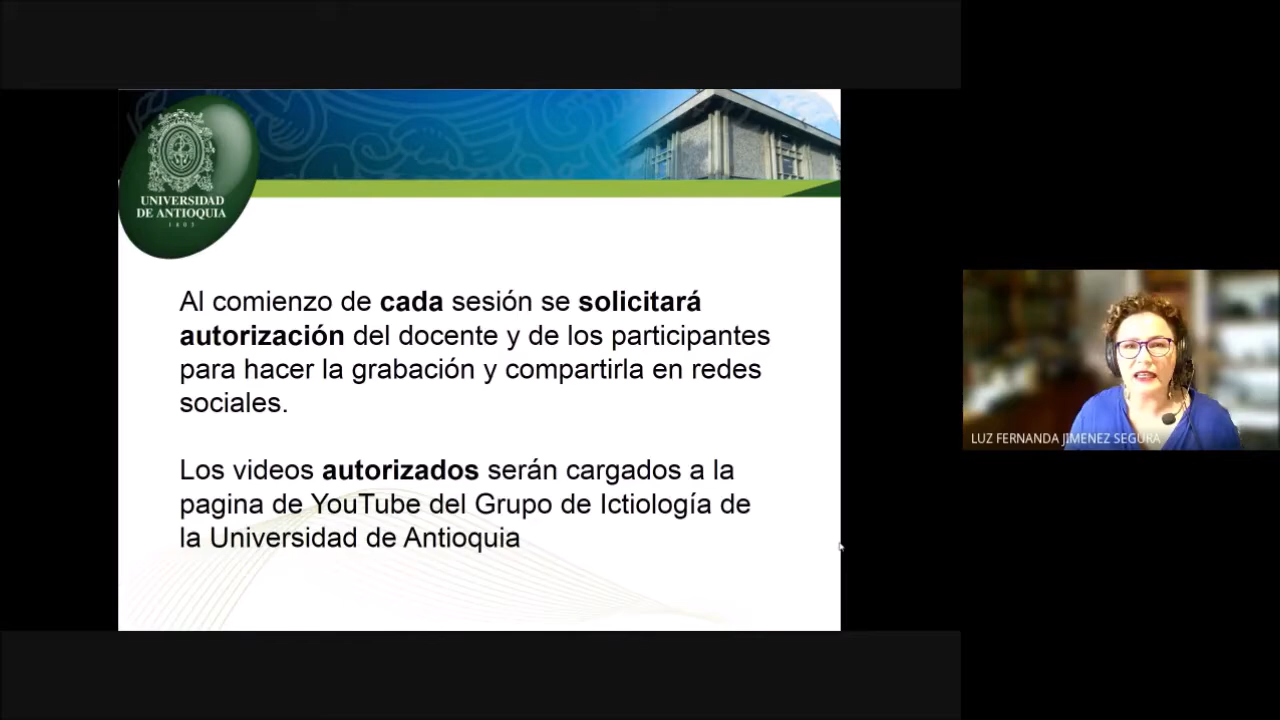 UNIVERSIDAD
DE ANTIOQUIA
1803
Al comienzo de cada sesión se solicitará
autorización del docente y de los participantes
para hacer la grabación y compartirla en redes
sociales.
Los videos autorizados serán cargados a la
pagina de YouTube del Grupo de Ictiología de
la Universidad de Antioquia
LUZ FERNANDA JIMENEZ SEGURA